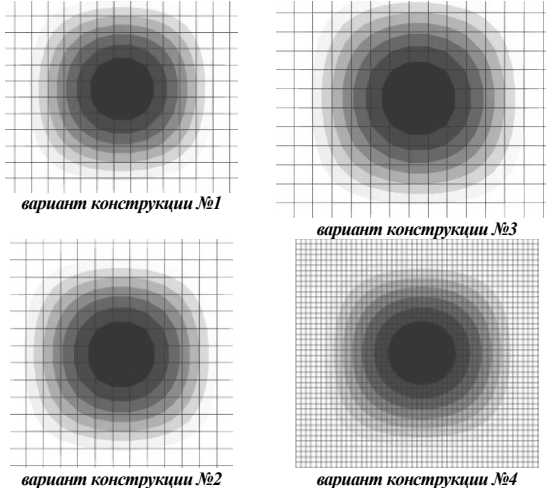 вариант конструкции №1
вариант конструкции №3
вариант конструкции №2
вариант конструкции №4